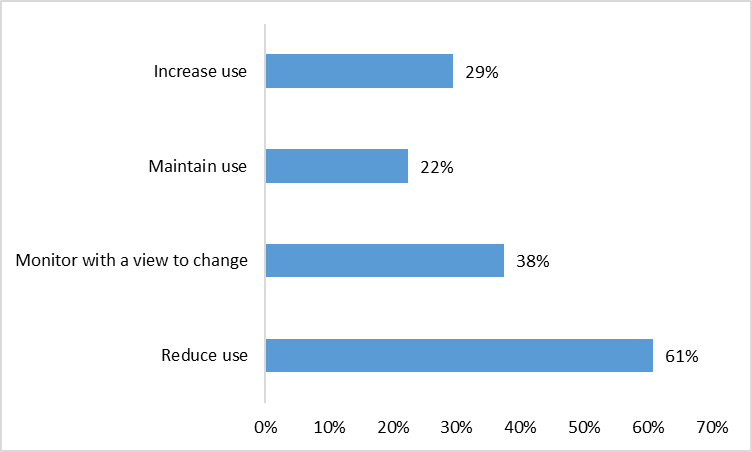 Increase use 29%
Maintain use 22%
Monitor with a view to change 38%
Reduce use 61%
0% 10% 20% 30% 40% 50% 60% 70%